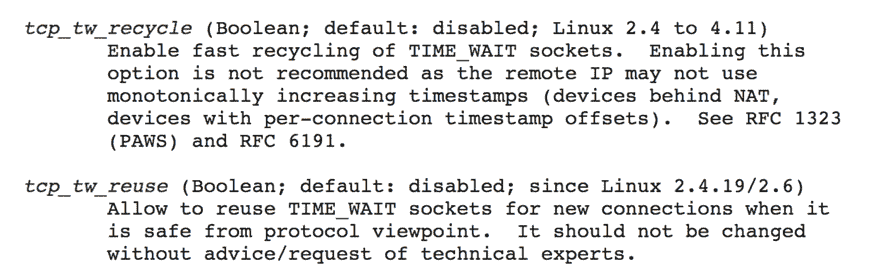 tcp_tw_recycle (Boolean; default: disabled; Linux 2.4 to 4.11)
Enable fast recycling of TIME_WAIT sockets.  Enabling this
option is not recommended as the remote IP may not use
monotonically increasing timestamps (devices behind NAT,
devices with per-connection timestamp offsets).  See RFC 1323
(PAWS) and RFC 6191.
tcp_tw_reuse (Boolean; default: disabled; since Linux 2.4.19/2.6)
Allow to reuse TIME_WAIT sockets for new connections when it
is safe from protocol viewpoint.  It should not be changed
without advice/request of technical experts.